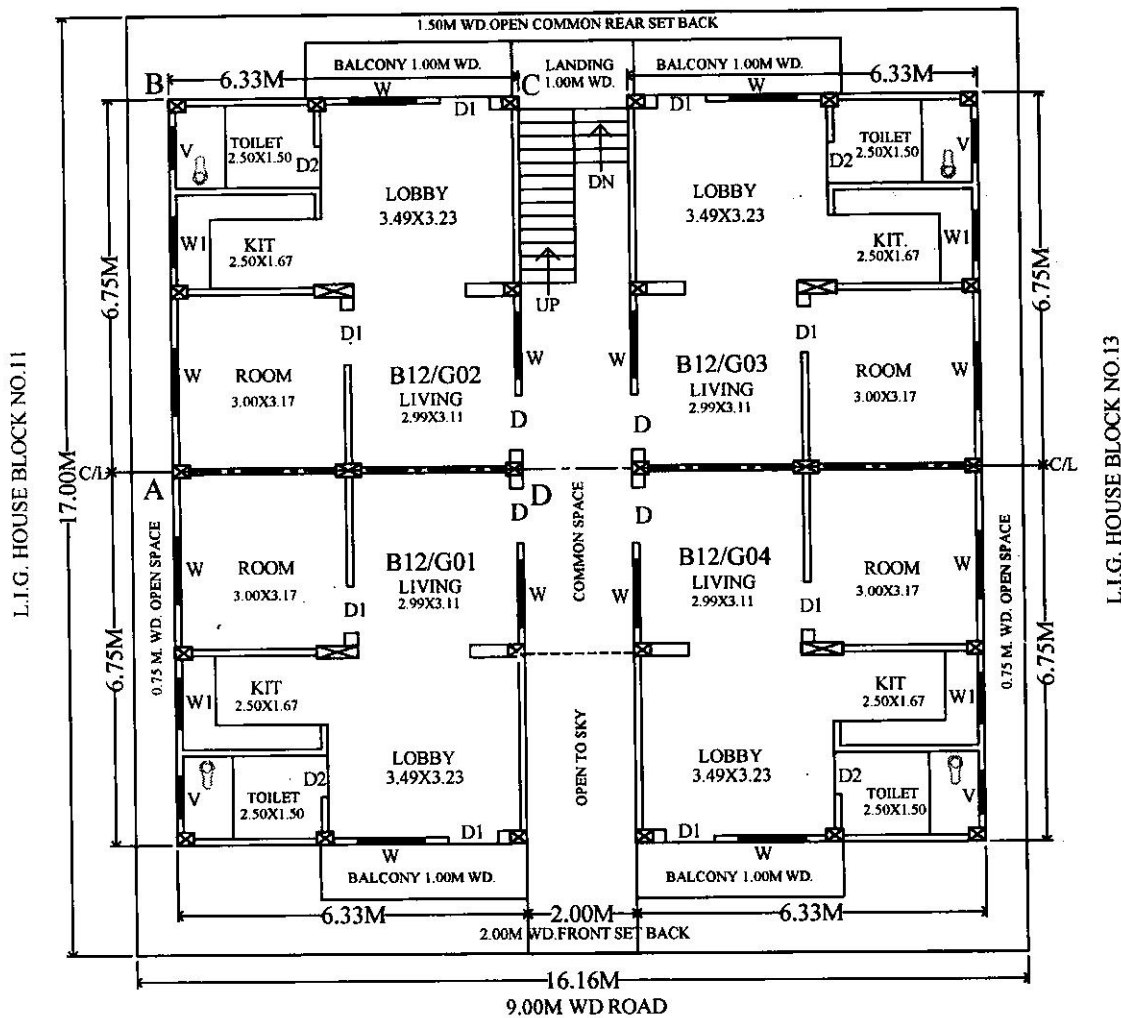 1.50M WD.OPEN COMMON REAR SET BACK
BALCONY 1.00M WD.
LANDING
1.00M WD.
BALCONY 1.00M WD.
B
6.33M
C
6.33M
W
D1
D1
W
TOILET
2.50X1.50
V
D2
LOBBY
3.49X3.23
DN
LOBBY
3.49X3.23
D2
TOILET
2.50X1.50
V
W1
KIT
2.50X1.67
UP
KIT.
2.50X1.67
W1
6.75M
6.75M
D1
D1
W
ROOM
3.00X3.17
B12/G02
LIVING
2.99X3.11
W
D
W
D
B12/G03
LIVING
2.99X3.11
ROOM
3.00X3.17
W
L.I.G. HOUSE BLOCK NO.11
17.00M
C/L
A
D
C/L
L.I.G. HOUSE BLOCK NO.13
0.75 M. WD. OPEN SPACE
W
ROOM
3.00X3.17
B12/G01
LIVING
2.99X3.11
D
W
COMMON SPACE
D
W
B12/G04
LIVING
2.99X3.11
ROOM
3.00X3.17
W
0.75 M. WD. OPEN SPACE
D1
D1
6.75M
6.75M
W1
KIT
2.50X1.67
KIT
2.50X1.67
W1
LOBBY
3.49X3.23
OPEN TO SKY
LOBBY
3.49X3.23
V
TOILET
2.50X1.50
D2
D2
TOILET
2.50X1.50
V
D1
D1
W
W
BALCONY 1.00M WD.
BALCONY 1.00M WD.
6.33M
2.00M
6.33M
2.00M WD.FRONT SET BACK
16.16M
9.00M WD ROAD